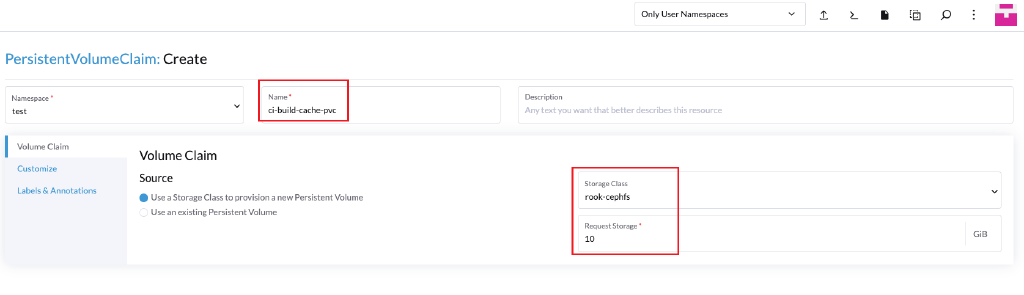 Only User Namespaces
PersistentVolumeClaim: Create
Namespace *
test
Name *
ci-build-cache-pvc
Description
Any text you want that better describes this resource
Volume Claim
Customize
Labels & Annotations
Volume Claim
Source
Use a Storage Class to provision a new Persistent Volume
Use an existing Persistent Volume
Storage Class
rook-cephfs
Request Storage *
10
GiB